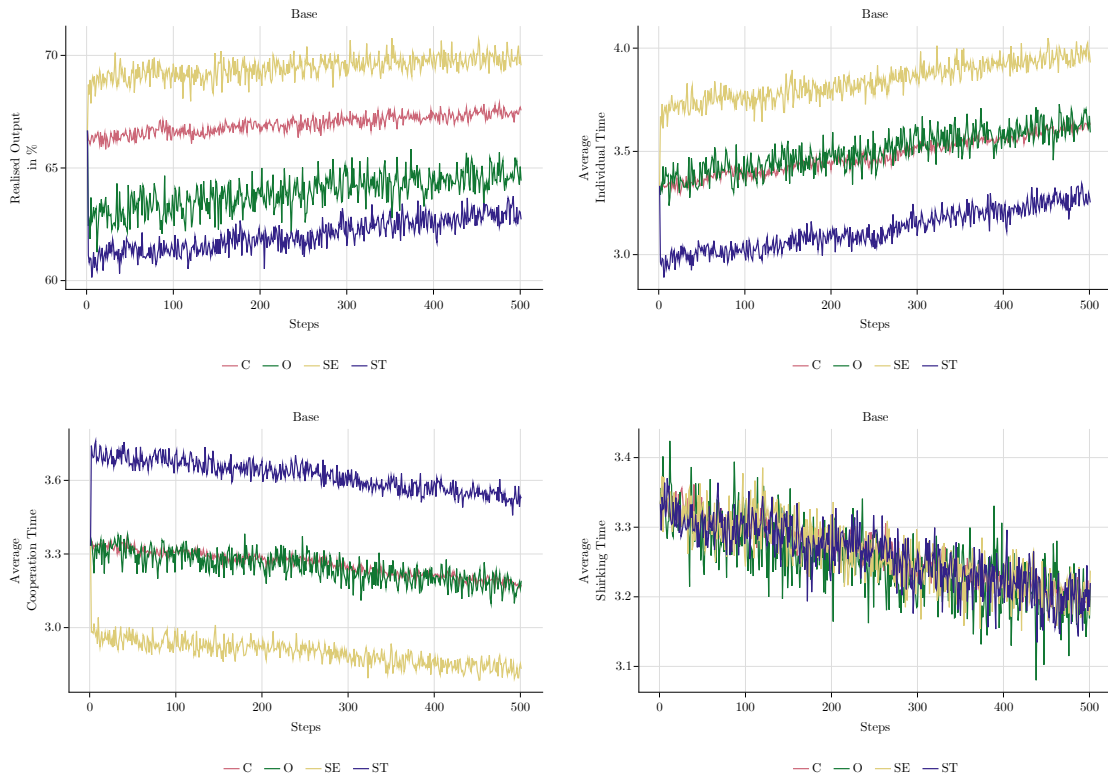 Base
Realised Output
in %
70
65
60
0 100 200 300 400 500
Steps
C O SE ST
Base
Average
Individual Time
4.0
3.5
3.0
0 100 200 300 400 500
Steps
C O SE ST
Base
Average
Cooperation Time
3.6
3.3
3.0
0 100 200 300 400 500
Steps
C O SE ST
Base
Average
Shirking Time
3.4
3.3
3.2
3.1
0 100 200 300 400 500
Steps
C O SE ST